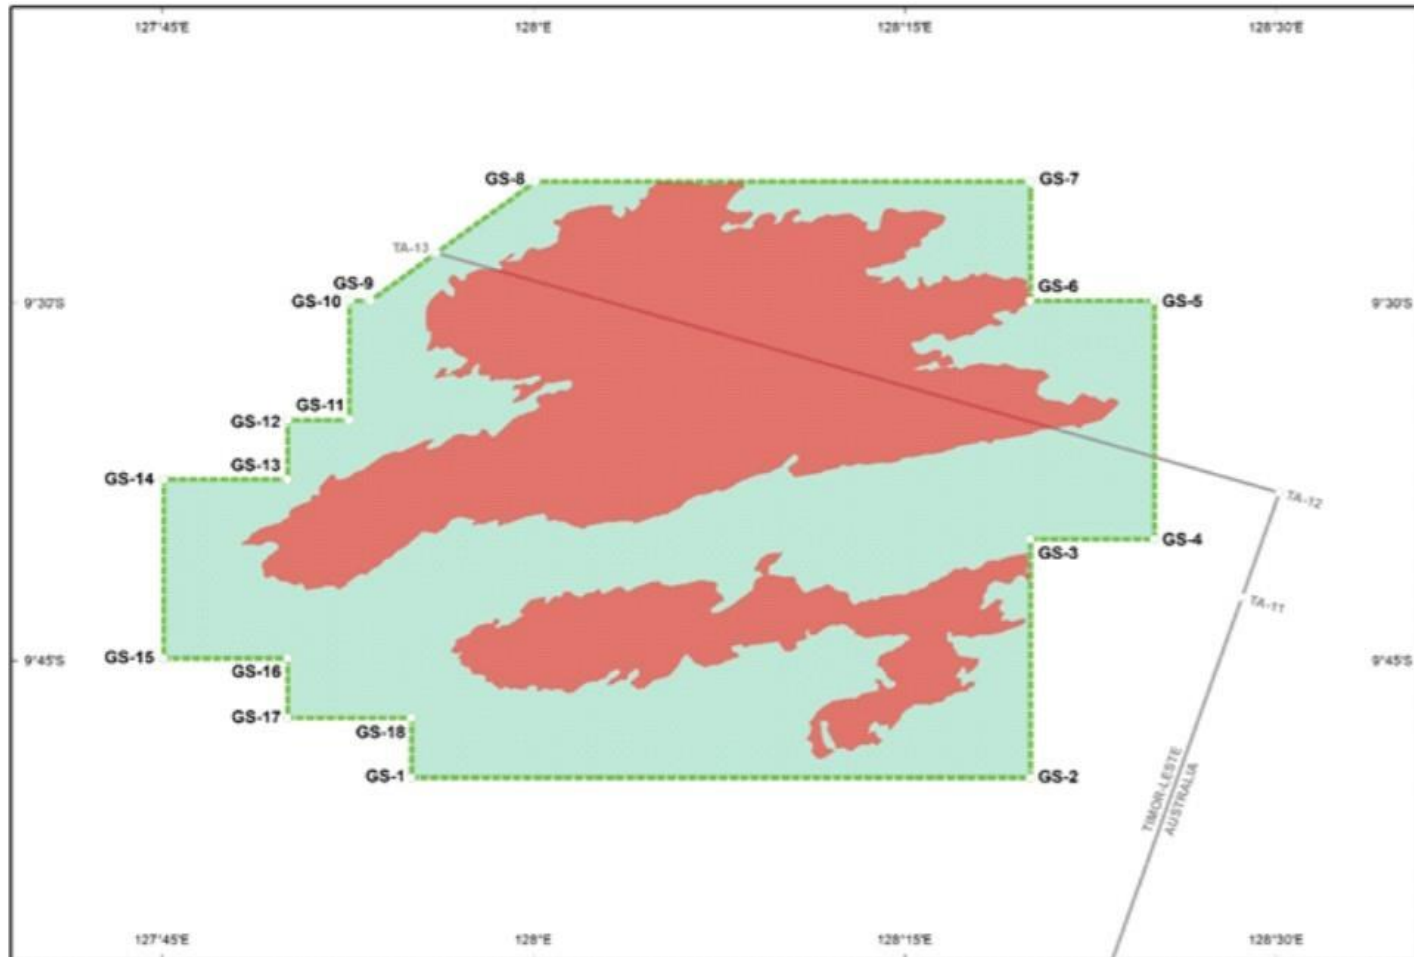 127°45'E
128°E
128°15'E
128°30'E
GS-8
GS-7
TA-13
GS-9
GS-10
GS-6
GS-5
9°30'S
9°30'S
GS-11
GS-12
GS-13
GS-14
TA-12
GS-3
GS-4
TA-11
GS-15
9°45'S
9°45'S
GS-16
GS-17
GS-18
GS-1
GS-2
TIMOR-LESTE
AUSTRALIA
127°45'E
128°E
128°15'E
128°30'E